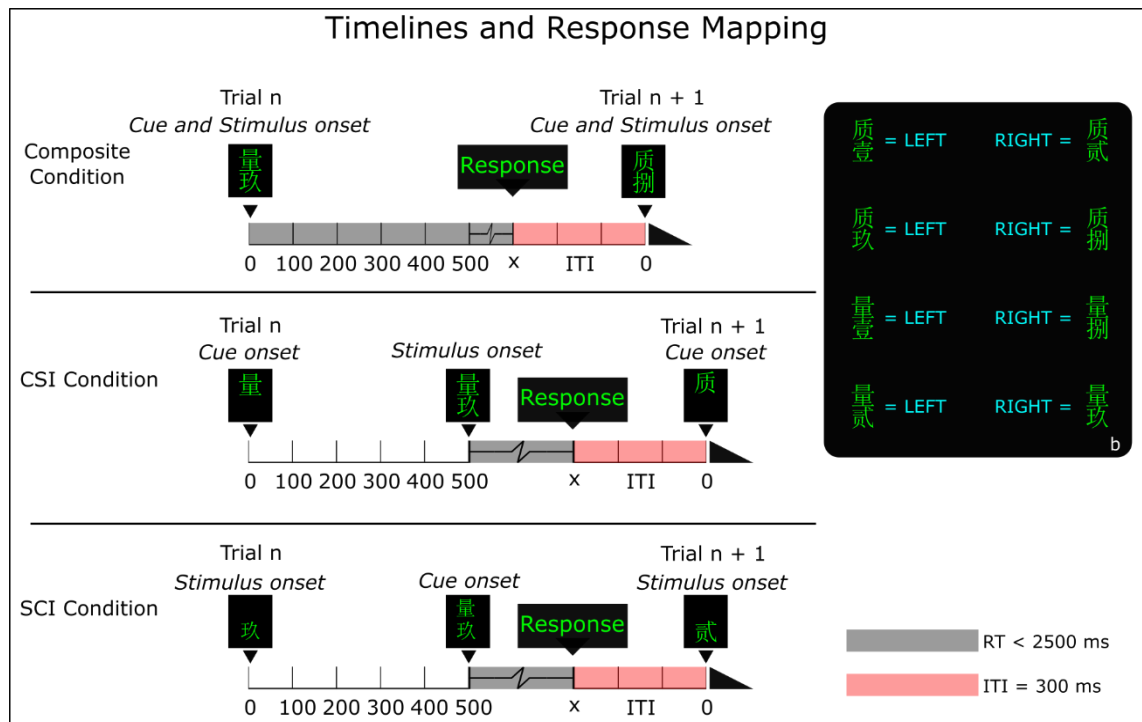 Timelines and Response Mapping
Trial n
Cue and Stimulus onset
Trial n + 1
Cue and Stimulus onset
Composite
Condition
量
玖
Response
质
捌
0 100 200 300 400 500 x ITI 0
Trial n
Cue onset
Stimulus onset
Trial n + 1
Cue onset
CSI Condition
量
量
玖
Response
质
0 100 200 300 400 500 x ITI 0
Trial n
Stimulus onset
Cue onset
Trial n + 1
Stimulus onset
SCI Condition
玖
量
玖
Response
贰
0 100 200 300 400 500 x ITI 0
质壹 = LEFT RIGHT = 质贰
质玖 = LEFT RIGHT = 质捌
量壹 = LEFT RIGHT = 量捌
量贰 = LEFT RIGHT = 量玖
b
RT < 2500 ms
ITI = 300 ms